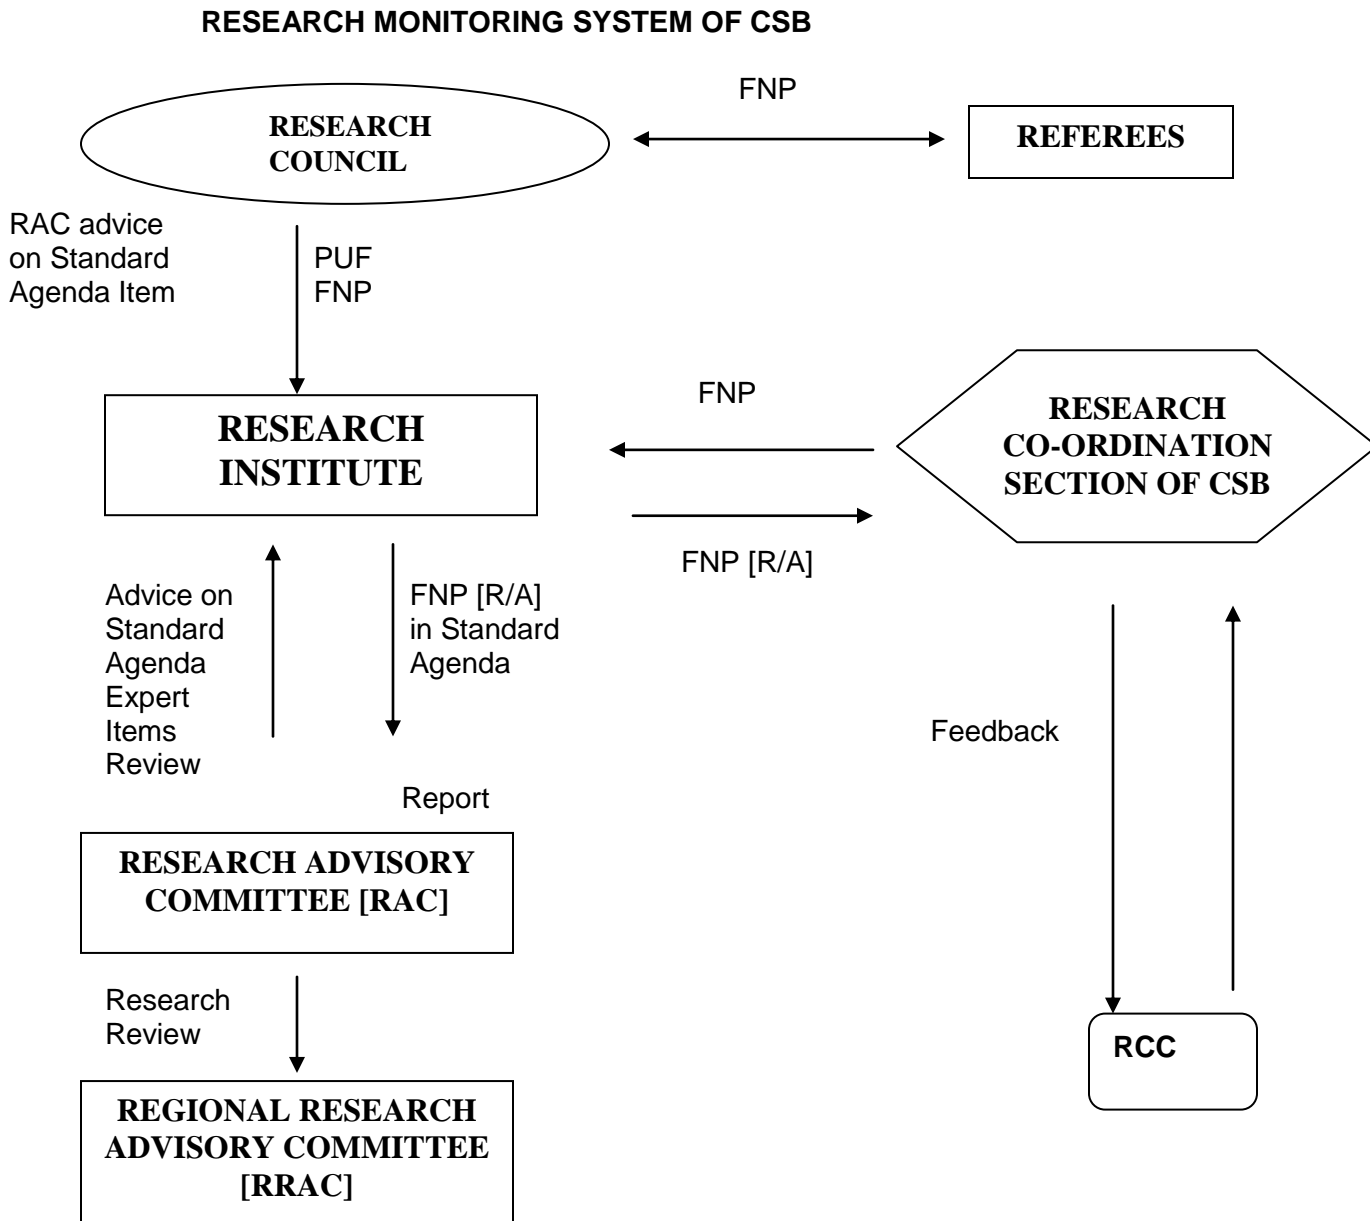 RESEARCH MONITORING SYSTEM OF CSB
FNP
RESEARCH
COUNCIL
REFEREES
RAC advice
on Standard
Agenda Item
PUF
FNP
RESEARCH
INSTITUTE
FNP
RESEARCH
CO-ORDINATION
SECTION OF CSB
FNP [R/A]
Advice on
Standard
Agenda
Expert
Items
Review
FNP [R/A]
in Standard
Agenda
Report
Feedback
RESEARCH ADVISORY
COMMITTEE [RAC]
Research
Review
RCC
REGIONAL RESEARCH
ADVISORY COMMITTEE
[RRAC]